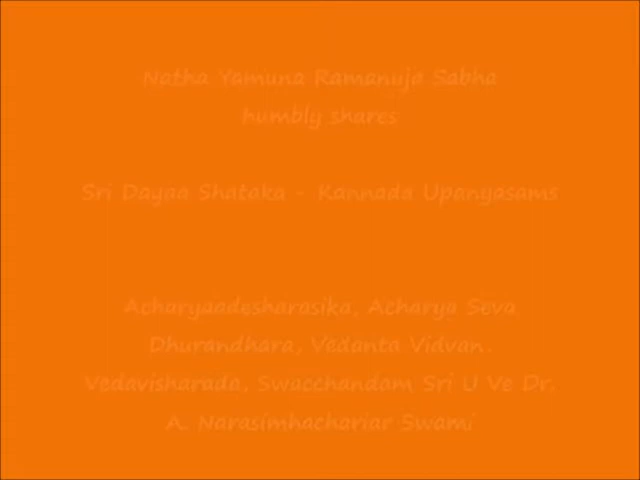 Natha Yamuna Ramanuja Sabha
humbly shares
Sri Dayaa Shataka - Kannada Upanyasams
Acharyaadesharasika, Acharya Seva
Dhurandhara, Vedanta Vidvan.
Vedavisharada, Swacchandam Sri U Ve Dr.
A. Narasimhachariar Swami